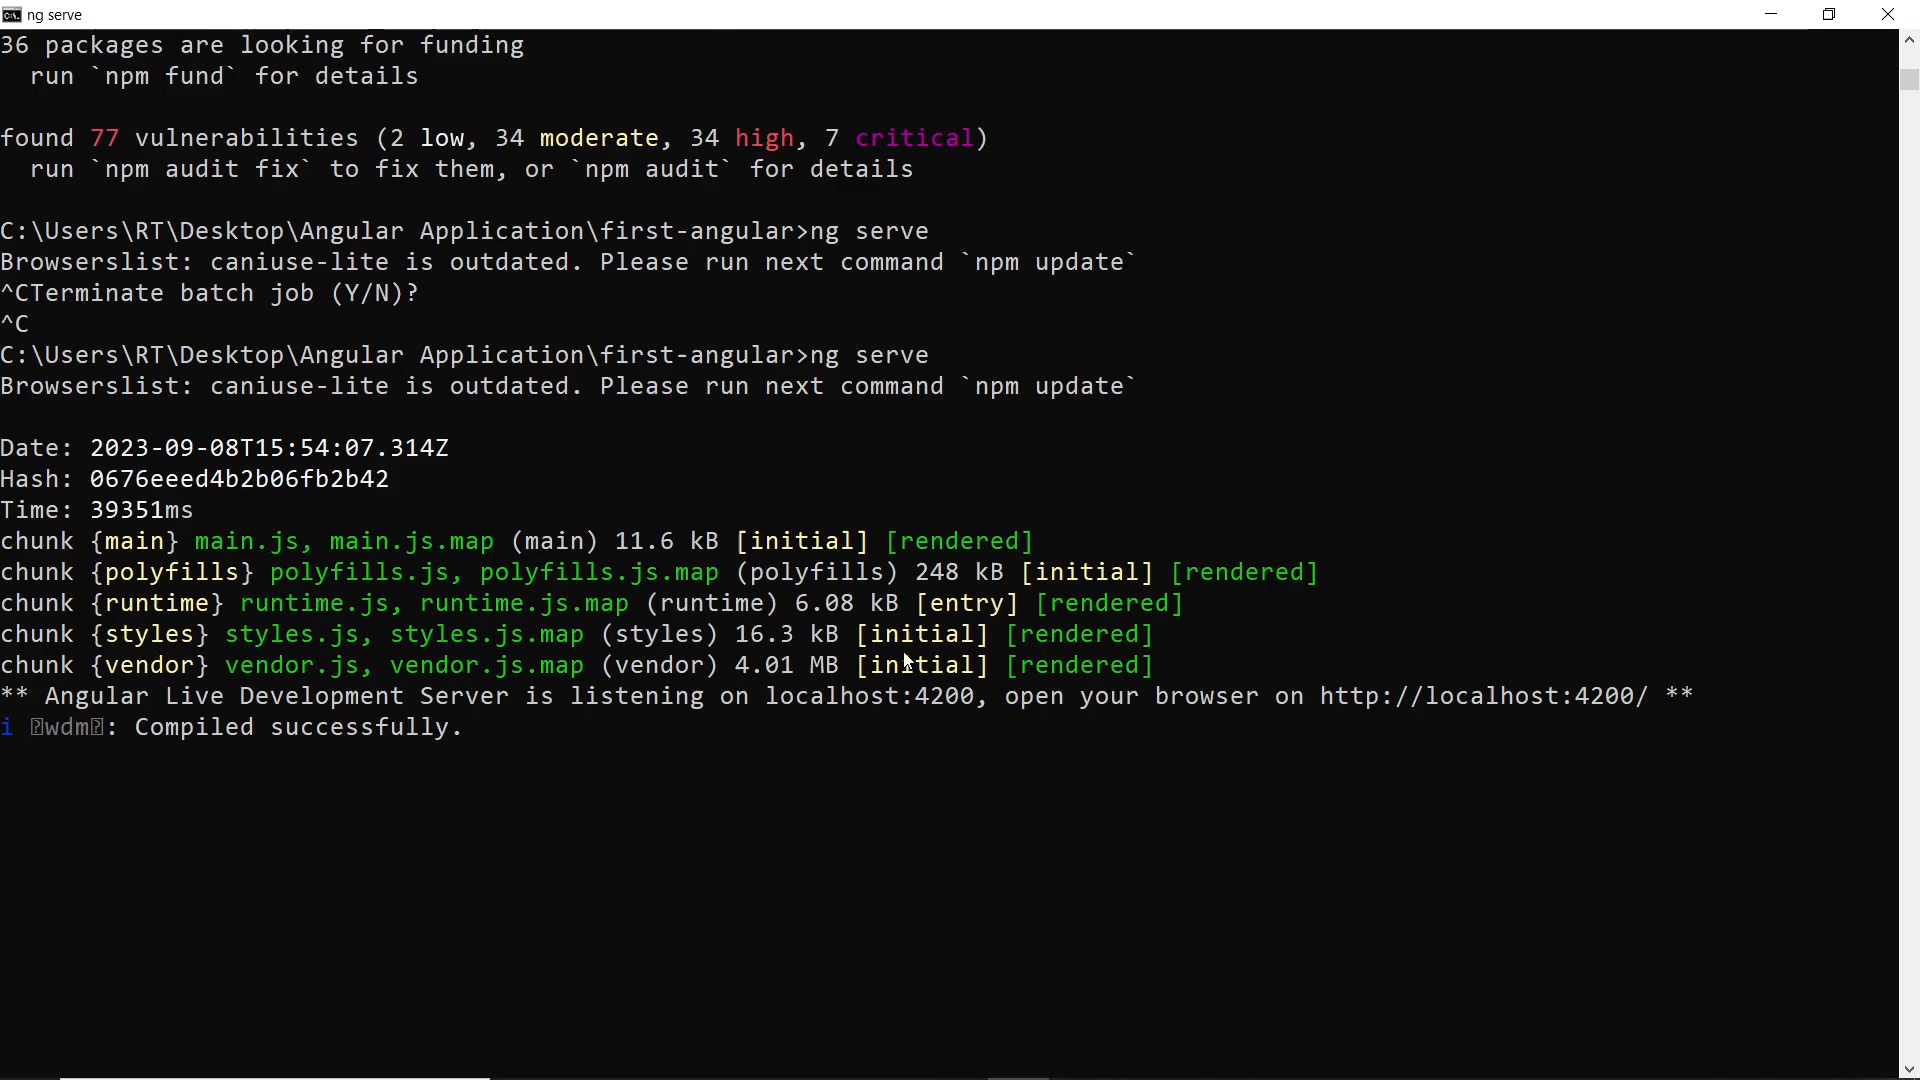 ng serve
36 packages are looking for funding
run `npm fund` for details
found 77 vulnerabilities (2 low, 34 moderate, 34 high, 7 critical)
run `npm audit fix` to fix them, or `npm audit` for details
C:\Users\RT\Desktop\Angular Application\first-angular>ng serve
Browserslist: caniuse-lite is outdated. Please run next command `npm update`
^CTerminate batch job (Y/N)?
^C
C:\Users\RT\Desktop\Angular Application\first-angular>ng serve
Browserslist: caniuse-lite is outdated. Please run next command `npm update`
Date: 2023-09-08T15:54:07.314Z
Hash: 0676eeed4b2b06fb2b42
Time: 39351ms
chunk {main} main.js, main.js.map (main) 11.6 kB [initial] [rendered]
chunk {polyfills} polyfills.js, polyfills.js.map (polyfills) 248 kB [initial] [rendered]
chunk {runtime} runtime.js, runtime.js.map (runtime) 6.08 kB [entry] [rendered]
chunk {styles} styles.js, styles.js.map (styles) 16.3 kB [initial] [rendered]
chunk {vendor} vendor.js, vendor.js.map (vendor) 4.01 MB [initial] [rendered]
** Angular Live Development Server is listening on localhost:4200, open your browser on http://localhost:4200/ **
i 「wdm」: Compiled successfully.